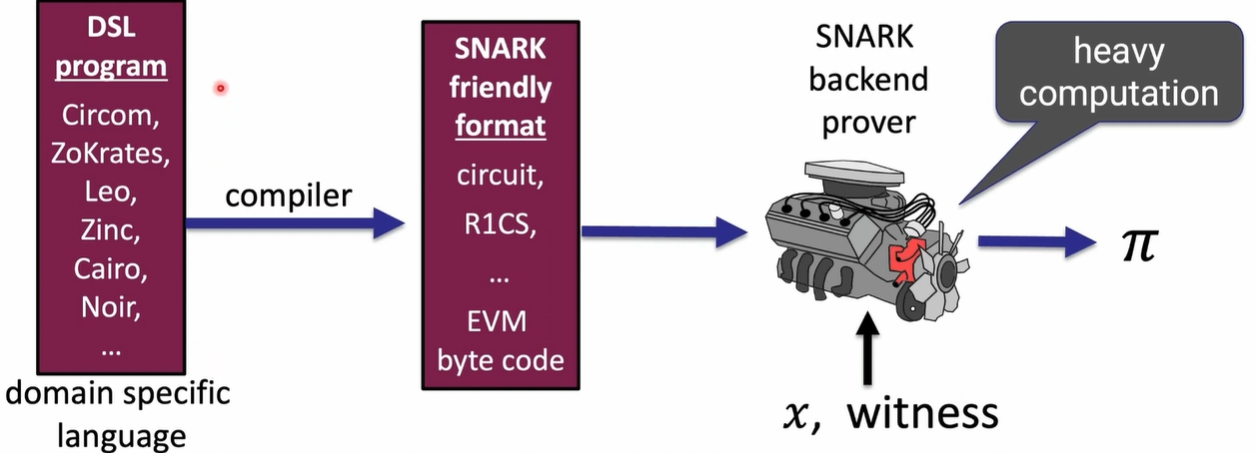 DSL
program
Circom,
ZoKrates,
Leo,
Zinc,
Cairo,
Noir,
...
domain specific
language
compiler
SNARK
friendly
format
circuit,
R1CS,
...
EVM
byte code
SNARK
backend
prover
heavy
computation
π
x, witness